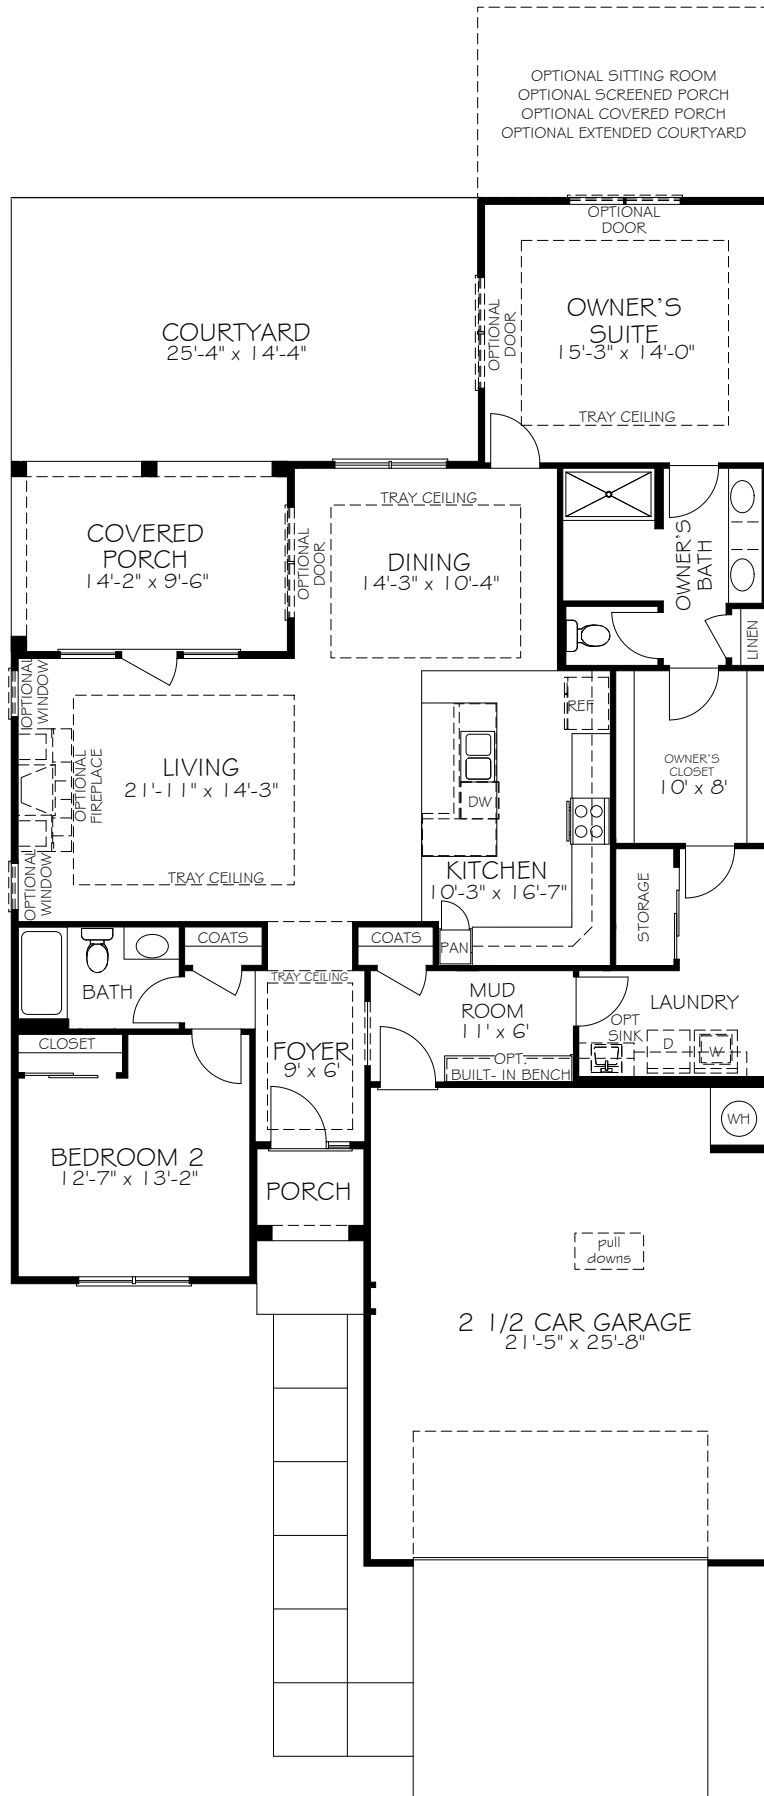 OPTIONAL SITTING ROOM
OPTIONAL SCREENED PORCH
OPTIONAL COVERED PORCH
OPTIONAL EXTENDED COURTYARD
OPTIONAL
DOOR
COURTYARD
25'-4" x 14'-4"
OPTIONAL
DOOR
OWNER'S
SUITE
15'-3" x 14'-0"
TRAY CEILING
COVERED
PORCH
14'-2" x 9'-6"
OPTIONAL
DOOR
TRAY CEILING
DINING
14'-3" x 10'-4"
OWNER'S
BATH
LINEN
OPTIONAL
WINDOW
OPTIONAL
FIREPLACE
LIVING
21'-11" x 14'-3"
TRAY CEILING
OPTIONAL
WINDOW
REF
DW
KITCHEN
10'-3" x 16'-7"
PAN
OWNER'S
CLOSET
10' x 8'
STORAGE
BATH
COATS
COATS
TRAY CEILING
FOYER
9' x 6'
MUD
ROOM
11' x 6'
OPT.
BUILT- IN BENCH
LAUNDRY
OPT
SINK
D
W
CLOSET
BEDROOM 2
12'-7" x 13'-2"
PORCH
WH
pull
downs
2 1/2 CAR GARAGE
21'-5" x 25'-8"